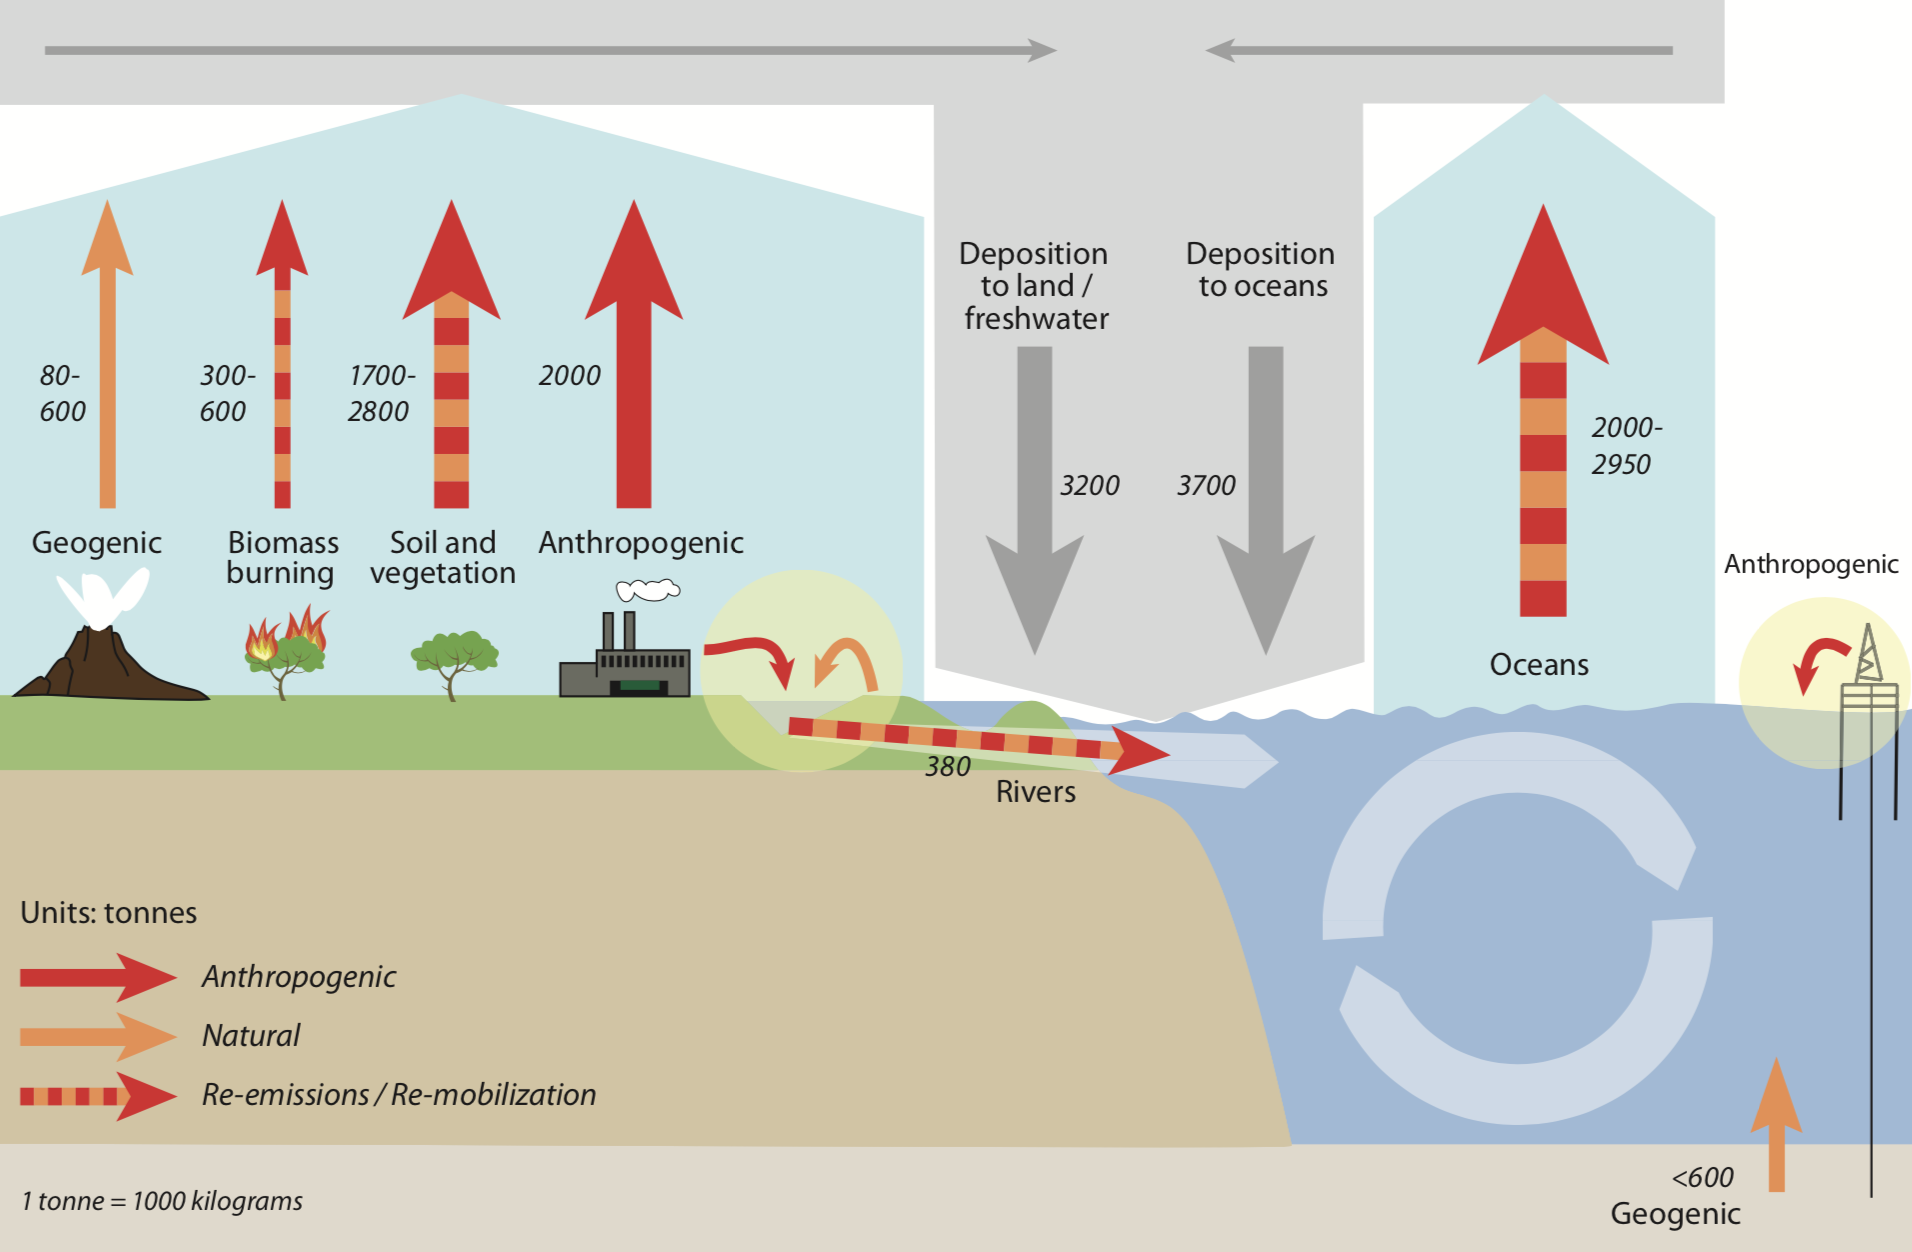 Deposition
to land /
freshwater
Deposition
to oceans
80-
600
300-
600
1700-
2800
2000
3200
3700
2000-
2950
Geogenic
Biomass
burning
Soil and
vegetation
Anthropogenic
Anthropogenic
Oceans
380
Rivers
Units: tonnes
Anthropogenic
Natural
Re-emissions / Re-mobilization
1 tonne = 1000 kilograms
<600
Geogenic